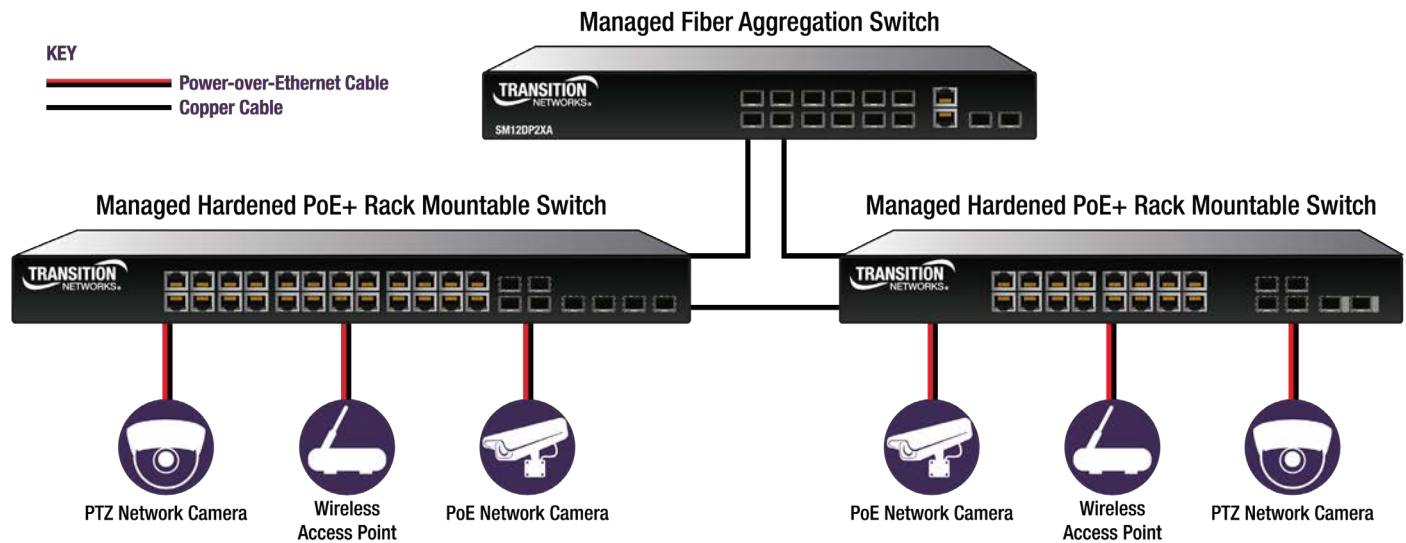 Managed Fiber Aggregation Switch
KEY
Power-over-Ethernet Cable
Copper Cable
TRANSITION
NETWORKS®
SM12DP2XA
Managed Hardened PoE+ Rack Mountable Switch
Managed Hardened PoE+ Rack Mountable Switch
TRANSITION
NETWORKS®
TRANSITION
NETWORKS®
PTZ Network Camera
Wireless
Access Point
PoE Network Camera
PoE Network Camera
Wireless
Access Point
PTZ Network Camera